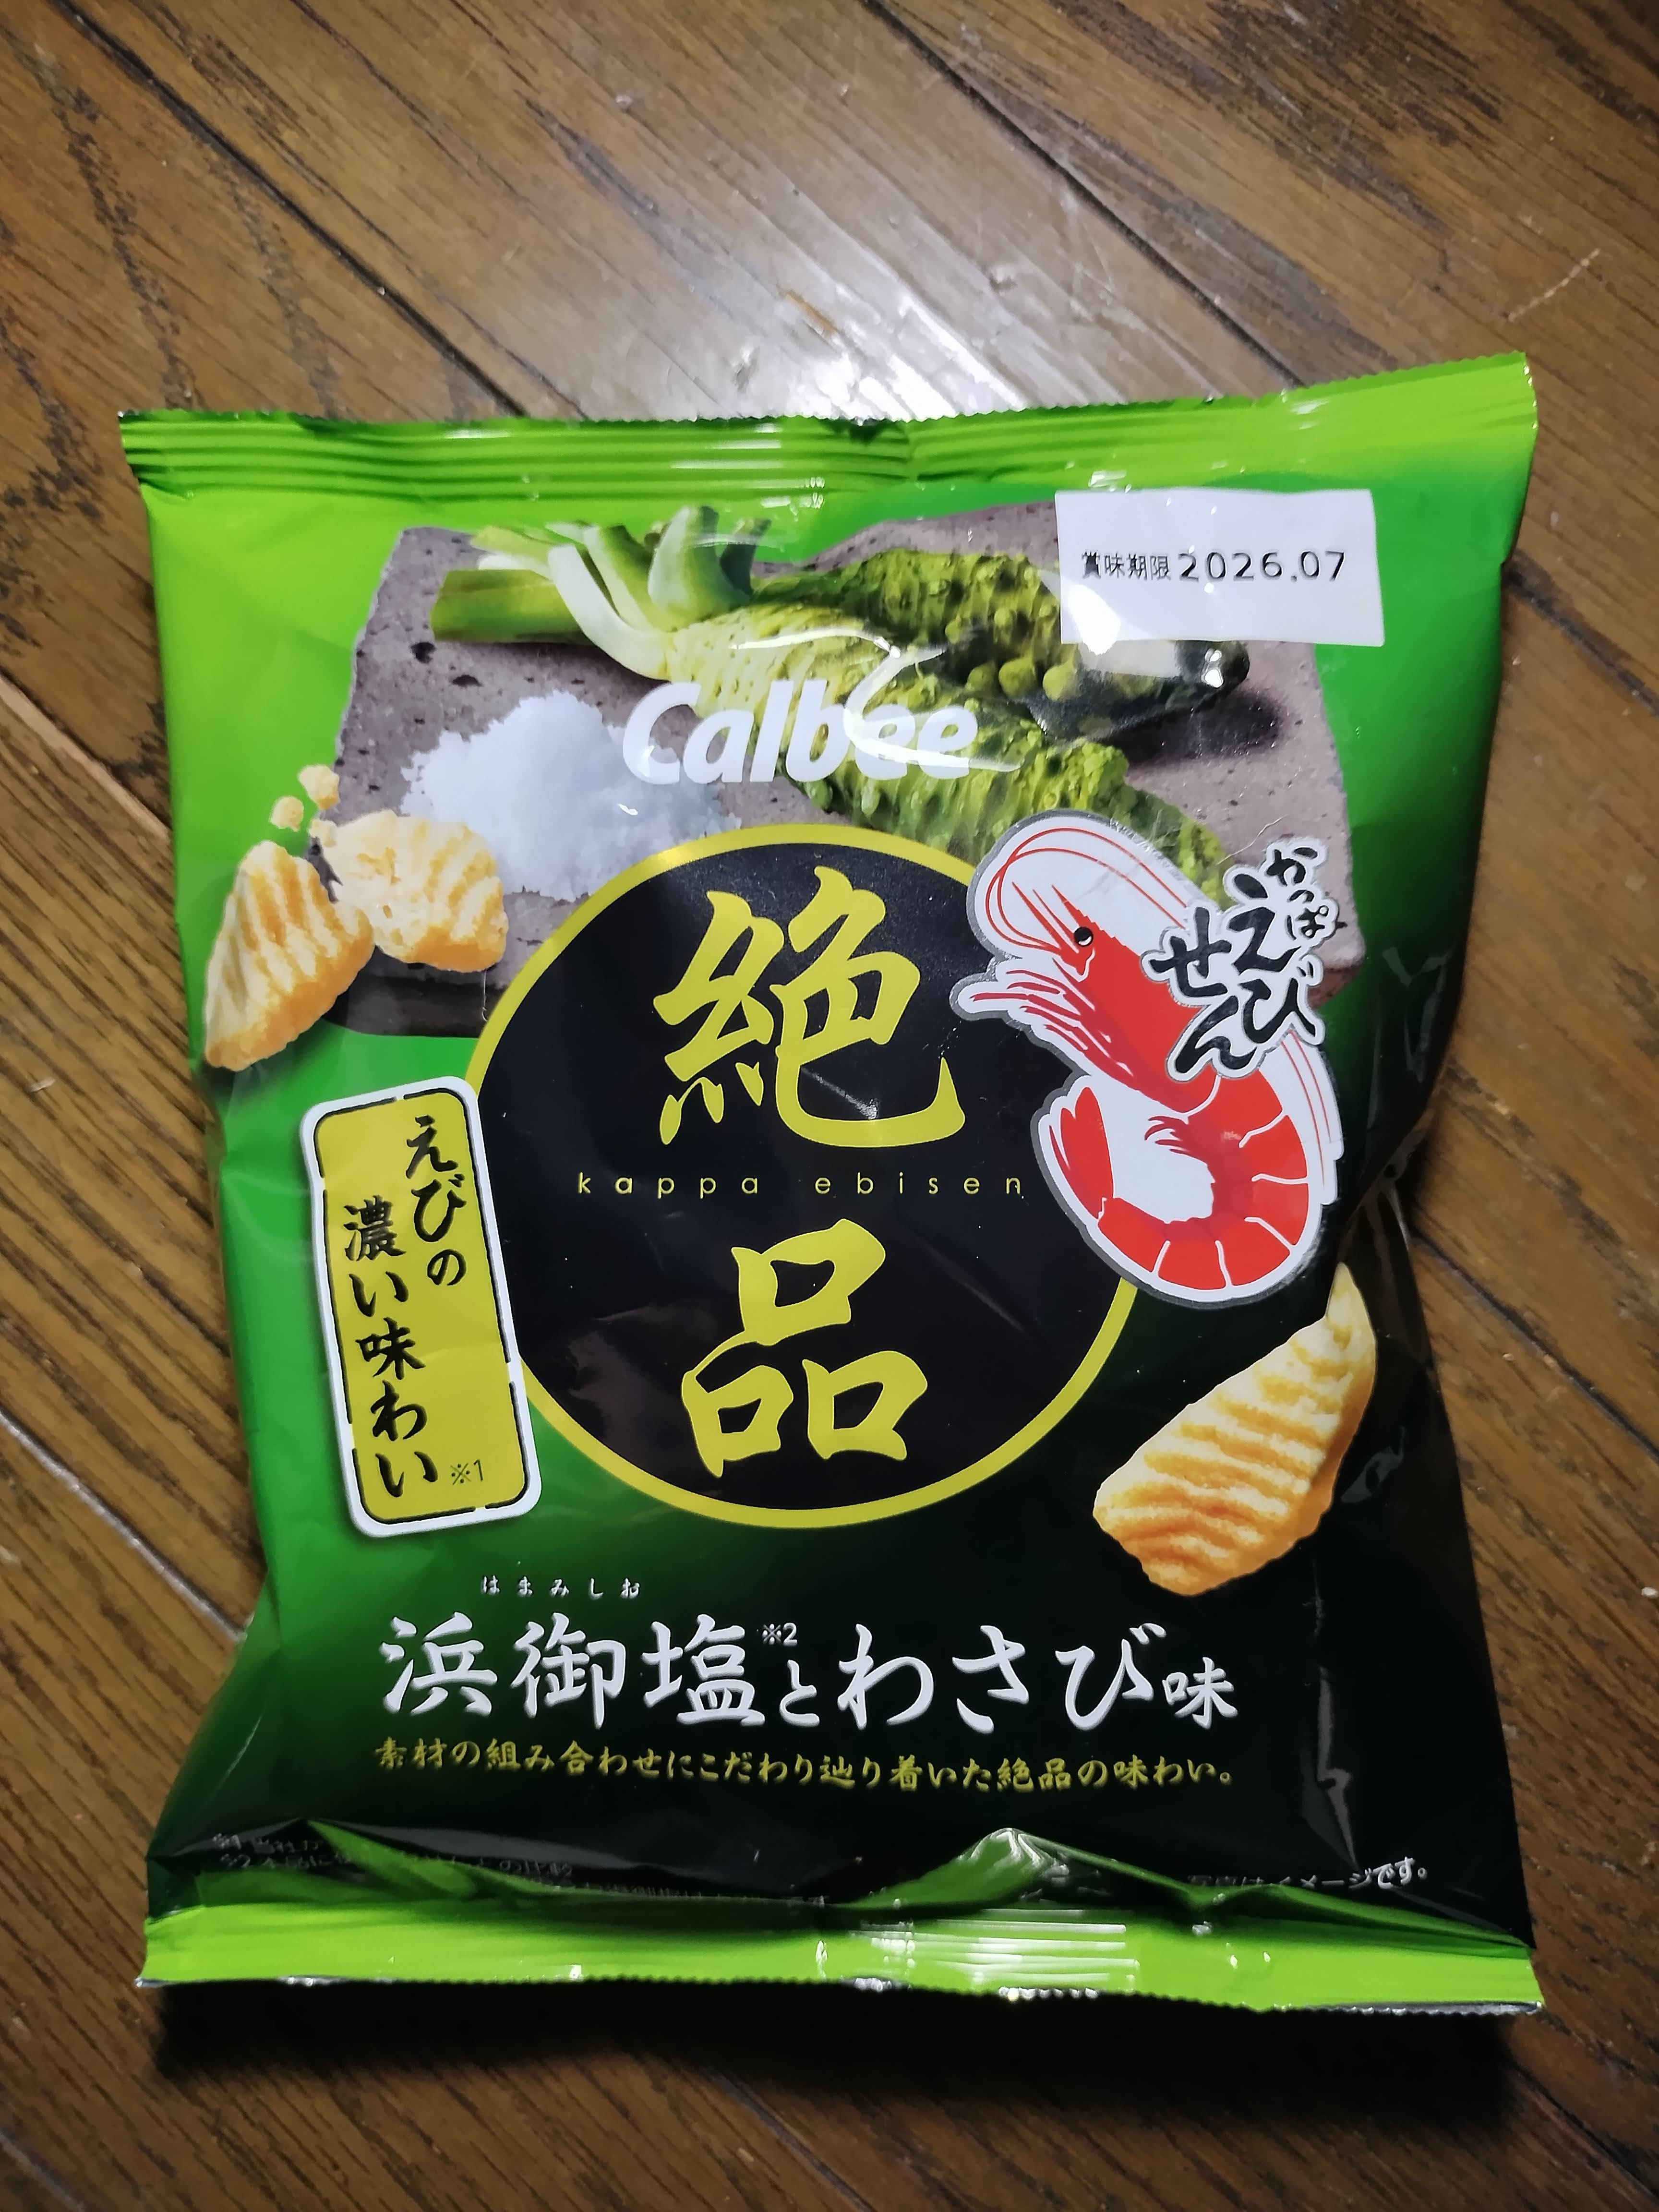 賞味期限 2026.07
Calbee
かっぱ
えび
せん
絶
kappa ebisen
品
えびの
濃い味わい
※1
はまみしお
浜御塩※2とわさび味
素材の組み合わせにこだわり辿り着いた絶品の味わい。
写真はイメージです。